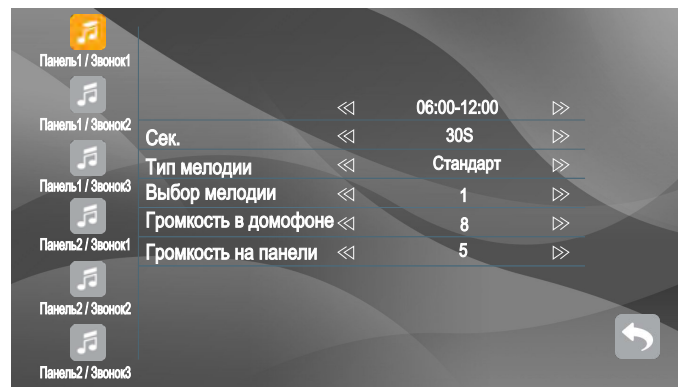 Панель1 / Звонок1
Панель1 / Звонок2
Панель1 / Звонок3
Панель2 / Звонок1
Панель2 / Звонок2
Панель2 / Звонок3
06:00-12:00
Сек. 30S
Тип мелодии Стандарт
Выбор мелодии 1
Громкость в домофоне 8
Громкость на панели 5